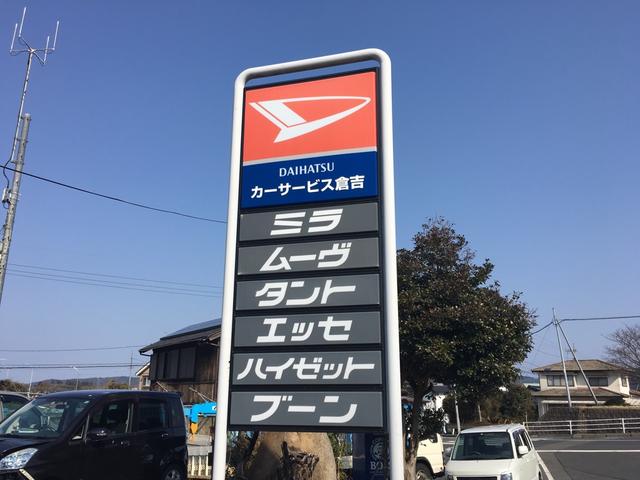 DAIHATSU
カーサービス倉吉
ミラ
ムーヴ
タント
エッセ
ハイゼット
ブーン